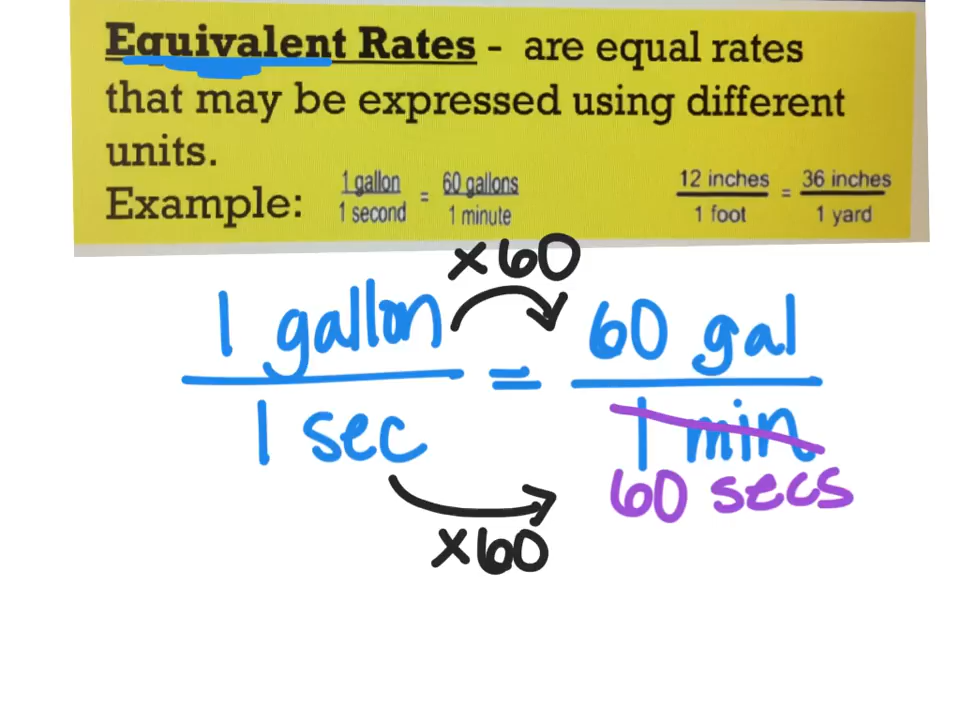 Equivalent Rates - are equal rates
that may be expressed using different
units.
Example: 1 gallon / 1 second = 60 gallons / 1 minute 12 inches / 1 foot = 36 inches / 1 yard
x60
1 gallon = 60 gal
1 sec 1 min
60 secs
x60